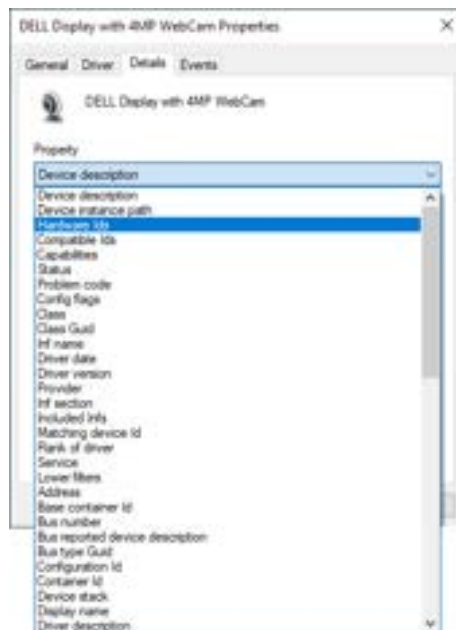 DELL Display with 4MP WebCam Properties
General Driver Details Events
DELL Display with 4MP WebCam
Property
Device description
Device description
Device instance path
Hardware Ids
Compatible Ids
Capabilities
Status
Problem code
Config flags
Class
Class Guid
Inf name
Driver date
Driver version
Provider
Inf section
Included Infs
Matching device Id
Rank of driver
Service
Lower filters
Address
Base container Id
Bus number
Bus reported device description
Bus type Guid
Configuration Id
Container Id
Device stack
Display name
Driver description